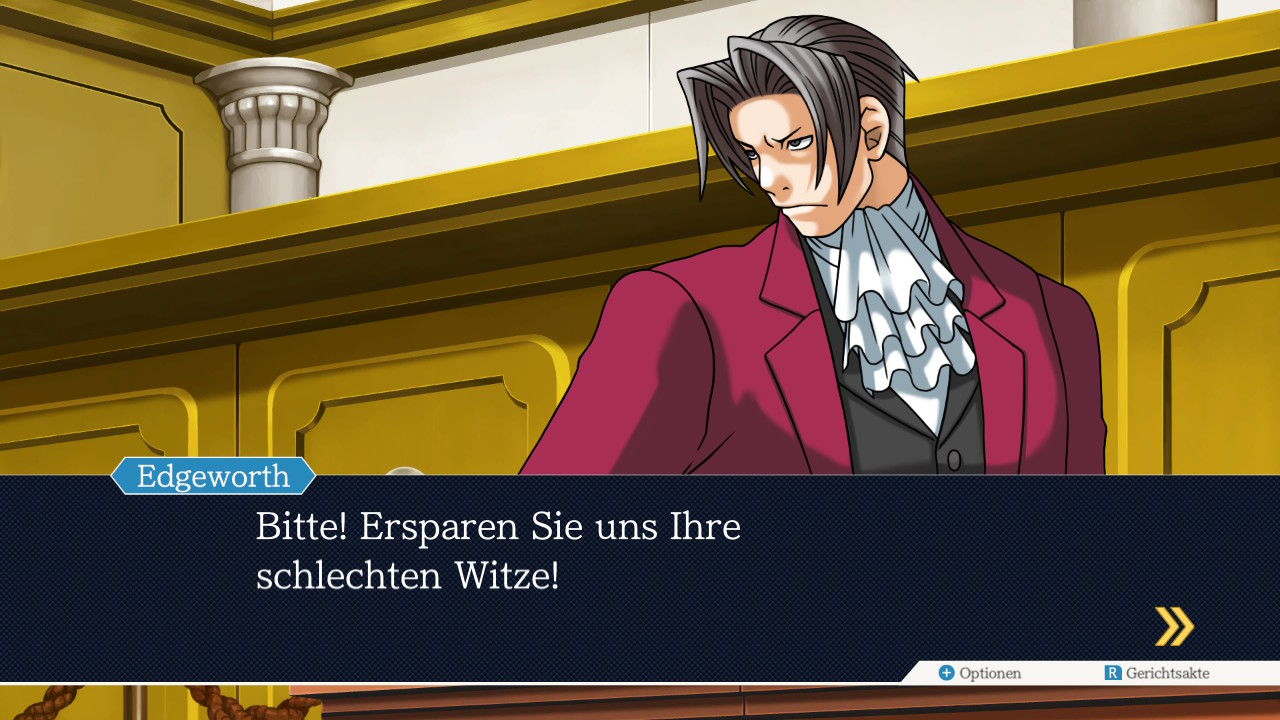 Edgeworth
Bitte! Ersparen Sie uns Ihre
schlechten Witze!
+ Optionen
R Gerichtsakte